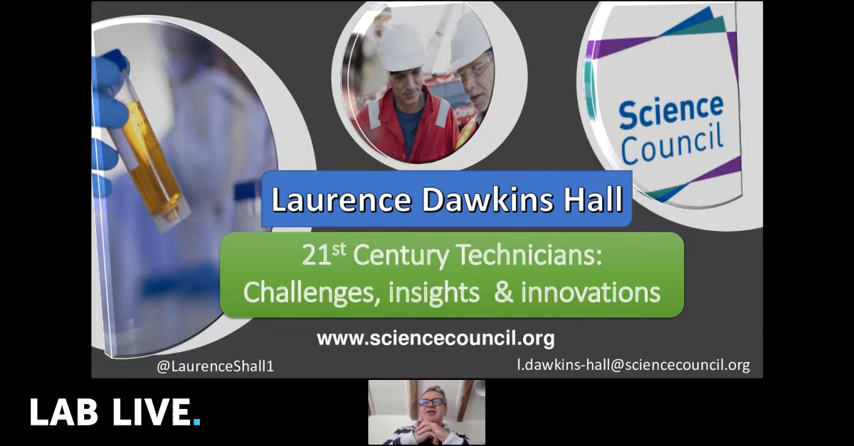 Science
Council
Laurence Dawkins Hall
21st Century Technicians:
Challenges, insights & innovations
www.sciencecouncil.org
@LaurenceShall1
l.dawkins-hall@sciencecouncil.org
LAB LIVE.